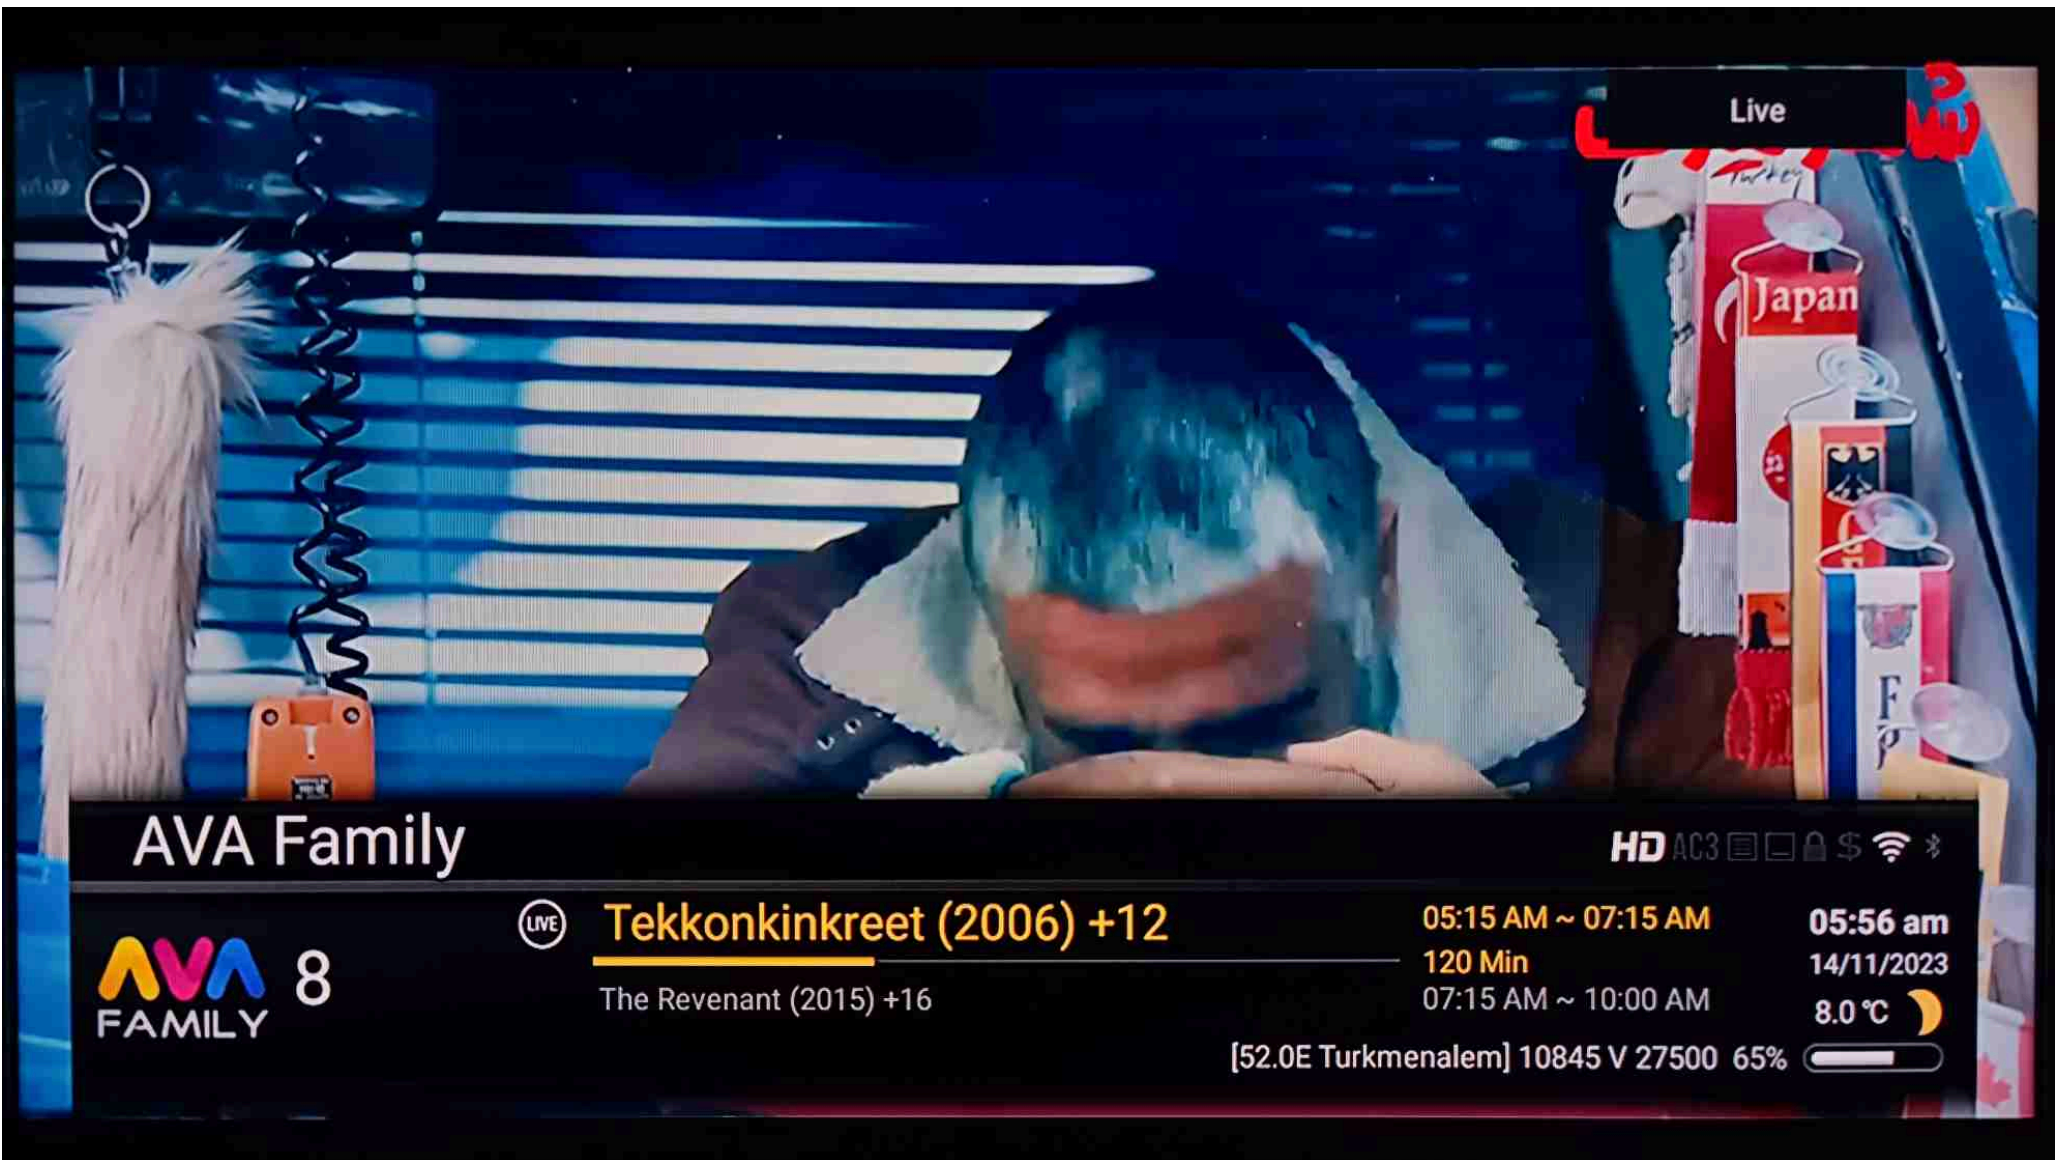 Live
Turkey
Japan
AVA Family
HD AC3 $
LIVE
Tekkonkinkreet (2006) +12
05:15 AM ~ 07:15 AM
05:56 am
120 Min
14/11/2023
AVA
FAMILY
8
The Revenant (2015) +16
07:15 AM ~ 10:00 AM
8.0 °C
[52.0E Turkmenalem] 10845 V 27500 65%